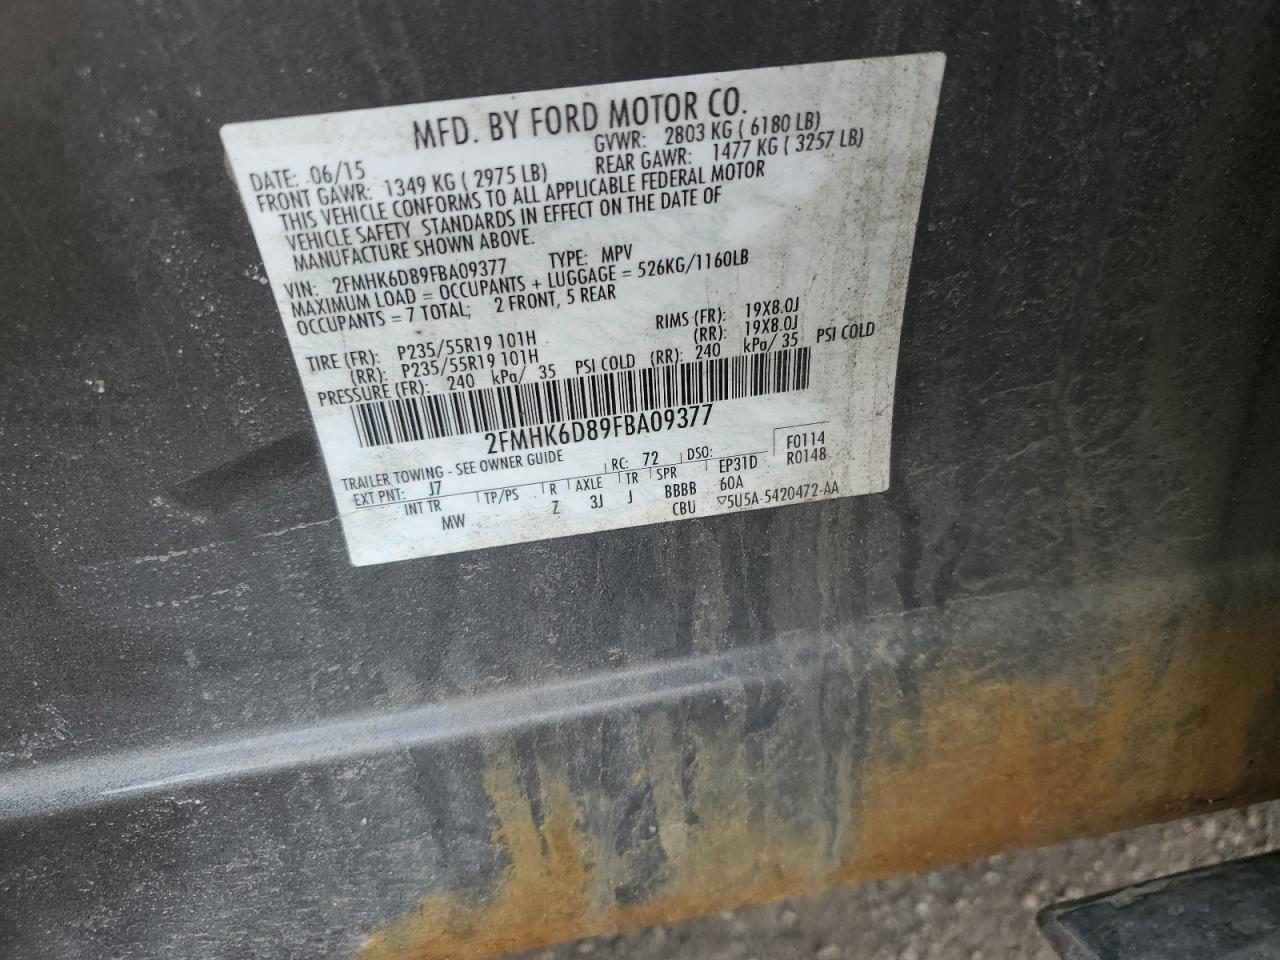 MFD. BY FORD MOTOR CO.
DATE: 06/15 GVWR: 2803 KG ( 6180 LB)
FRONT GAWR: 1349 KG ( 2975 LB) REAR GAWR: 1477 KG ( 3257 LB)
THIS VEHICLE CONFORMS TO ALL APPLICABLE FEDERAL MOTOR
VEHICLE SAFETY STANDARDS IN EFFECT ON THE DATE OF
MANUFACTURE SHOWN ABOVE.
VIN: 2FMHK6D89FBA09377 TYPE: MPV
MAXIMUM LOAD = OCCUPANTS + LUGGAGE = 526KG/1160LB
OCCUPANTS = 7 TOTAL; 2 FRONT, 5 REAR
TIRE (FR): P235/55R19 101H RIMS (FR): 19X8.0J
(RR): P235/55R19 101H (RR): 19X8.0J
PRESSURE (FR): 240 kPa/ 35 PSI COLD (RR): 240 kPa/ 35 PSI COLD
2FMHK6D89FBA09377
TRAILER TOWING - SEE OWNER GUIDE
F0114
EXT PNT: J7 RC: 72 DSO: R0148
INT TR TP/PS R AXLE TR SPR EP31D
MW Z 3J J BBBB 60A
CBU ▽5U5A-5420472-AA